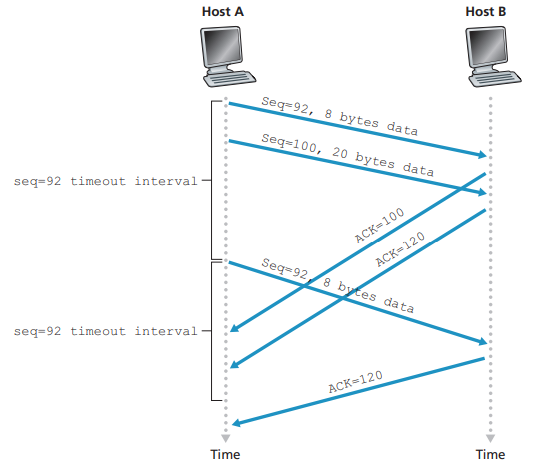 Host A
Host B
Seq=92, 8 bytes data
Seq=100, 20 bytes data
seq=92 timeout interval
ACK=100
ACK=120
Seq=92, 8 bytes data
seq=92 timeout interval
ACK=120
Time
Time